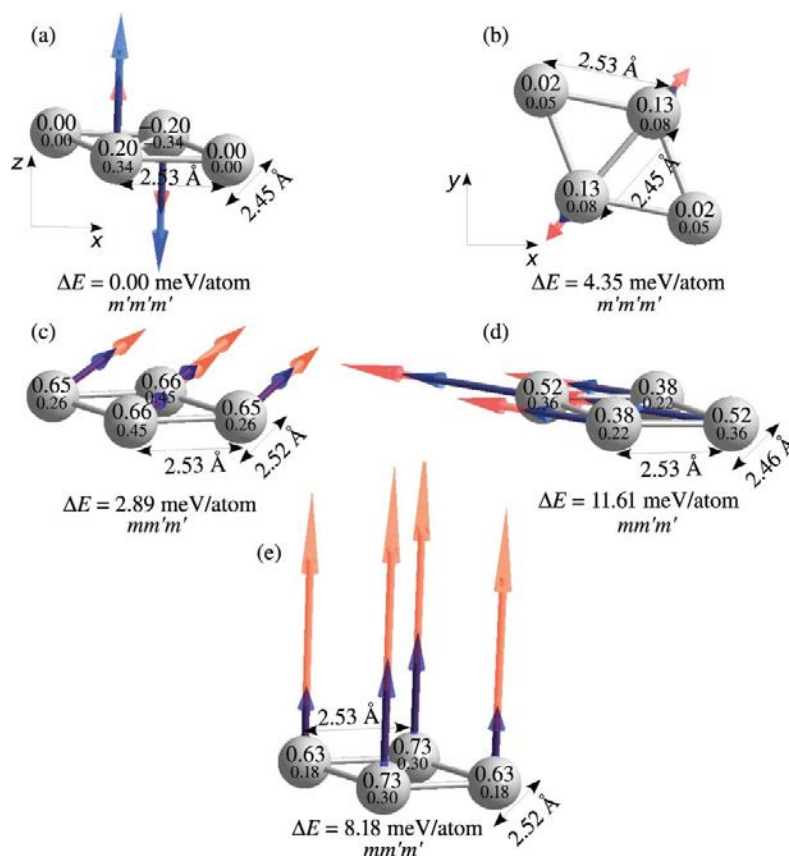 (a)
0.00
0.00
−0.20
−0.34
0.20
0.34
0.00
0.00
2.53 Å
2.45 Å
z
x
ΔE = 0.00 meV/atom
m'm'm'
(b)
2.53 Å
0.02
0.05
0.13
0.08
0.13
0.08
2.45 Å
0.02
0.05
y
x
ΔE = 4.35 meV/atom
m'm'm'
(c)
0.65
0.26
0.66
0.45
0.66
0.45
0.65
0.26
2.53 Å
2.52 Å
ΔE = 2.89 meV/atom
mm'm'
(d)
0.52
0.36
0.38
0.22
0.38
0.22
0.52
0.36
2.53 Å
2.46 Å
ΔE = 11.61 meV/atom
mm'm'
(e)
2.53 Å
0.63
0.18
0.73
0.30
0.73
0.30
0.63
0.18
2.52 Å
ΔE = 8.18 meV/atom
mm'm'